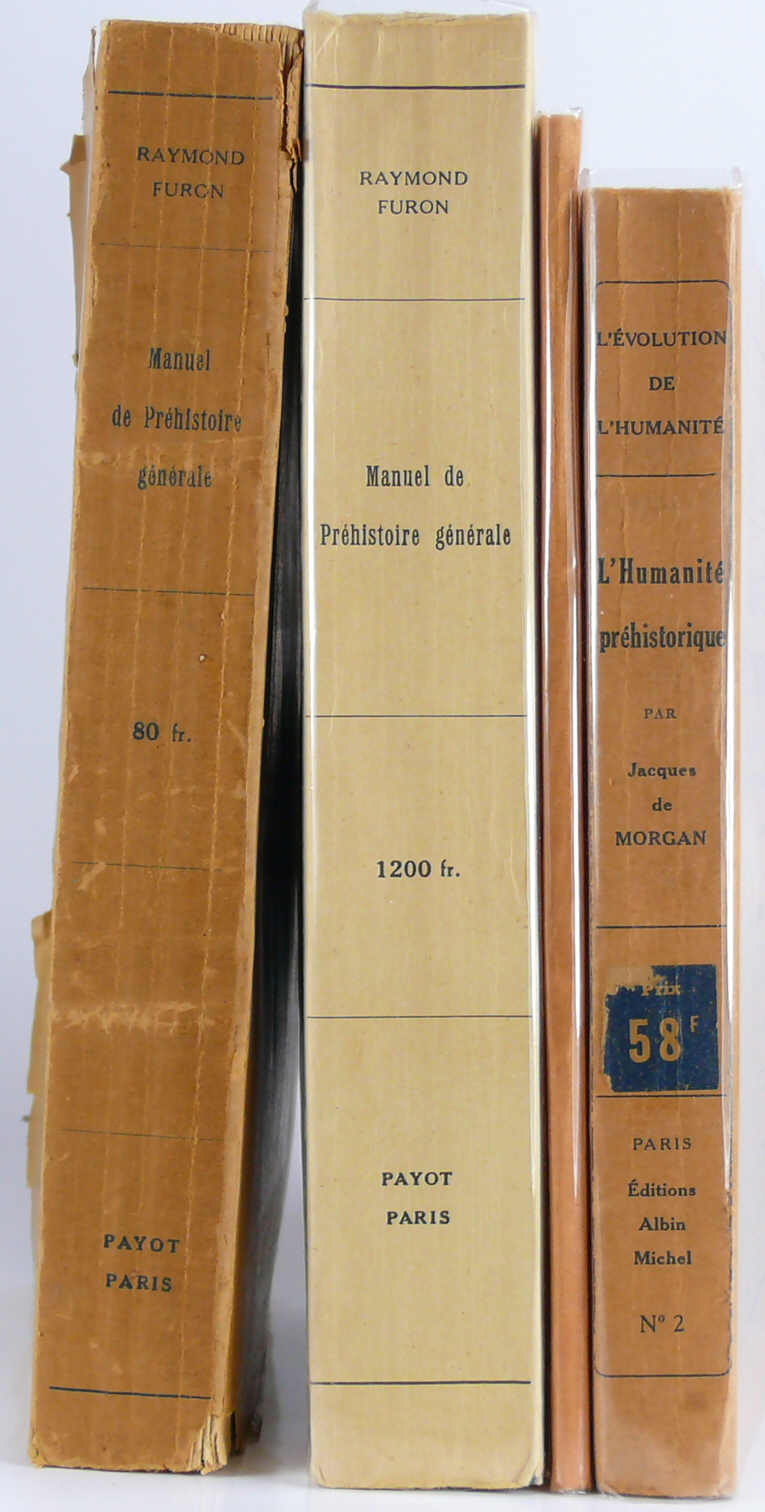 RAYMOND
FURON
Manuel
de Préhistoire
générale
80 fr.
PAYOT
PARIS
RAYMOND
FURON
Manuel de
Préhistoire générale
1200 fr.
PAYOT
PARIS
L'ÉVOLUTION
DE
L'HUMANITÉ
L'Humanité
préhistorique
PAR
Jacques
de
MORGAN
Prix
58F
PARIS
Éditions
Albin
Michel
Nº 2